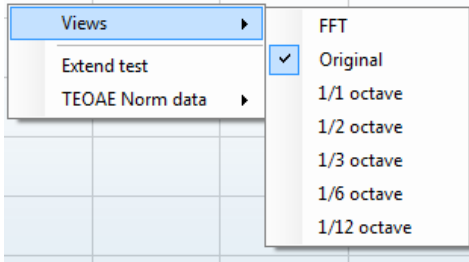 Views
Extend test
TEOAE Norm data
FFT
Original
1/1 octave
1/2 octave
1/3 octave
1/6 octave
1/12 octave